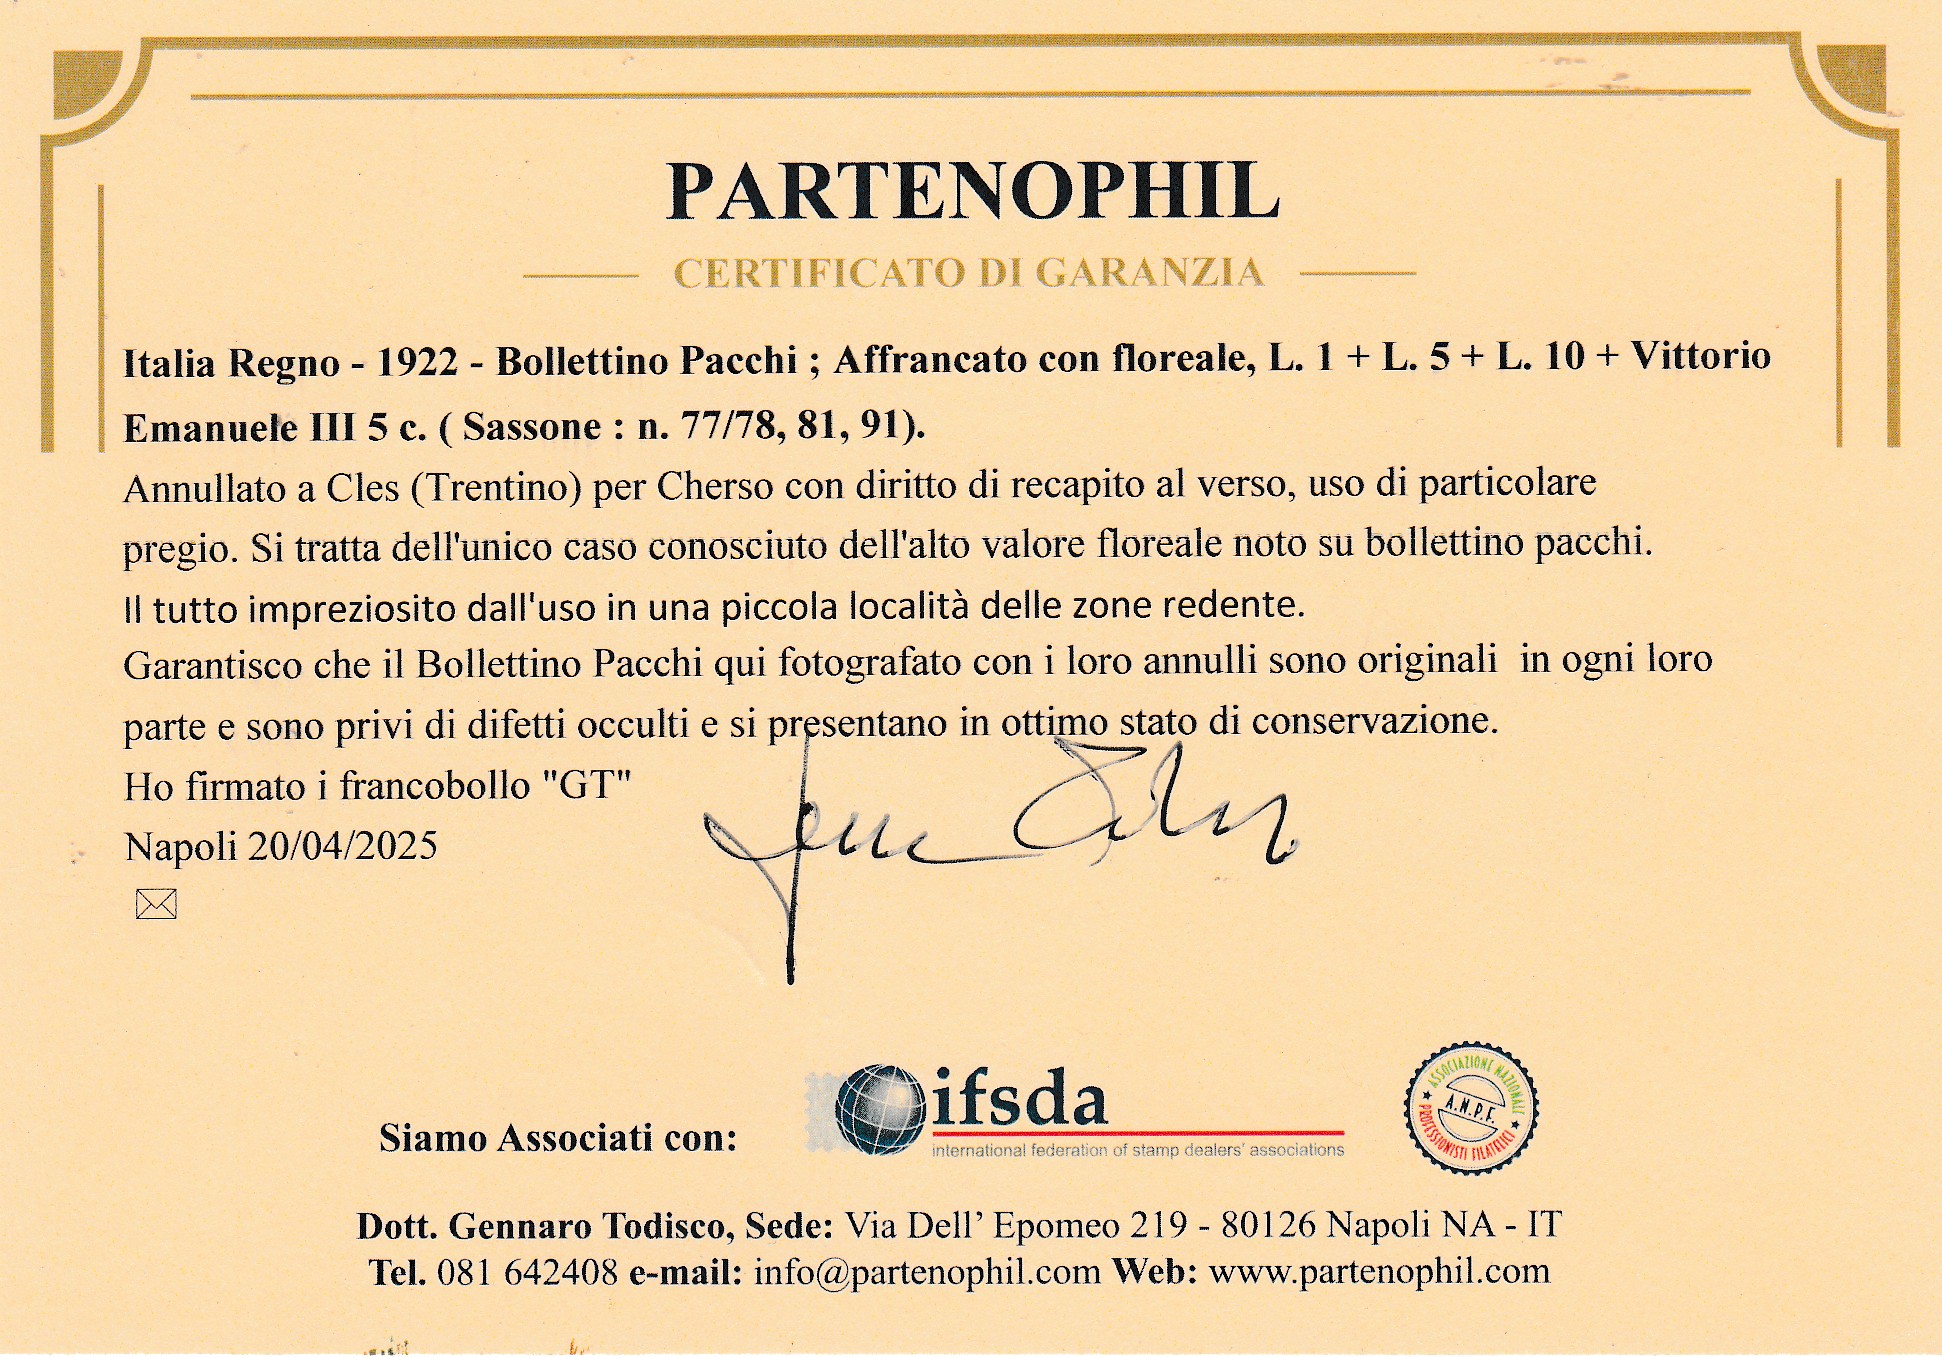 PARTENOPHIL
CERTIFICATO DI GARANZIA
Italia Regno - 1922 - Bollettino Pacchi ; Affrancato con floreale, L. 1 + L. 5 + L. 10 + Vittorio
Emanuele III 5 c. ( Sassone : n. 77/78, 81, 91).
Annullato a Cles (Trentino) per Cherso con diritto di recapito al verso, uso di particolare
pregio. Si tratta dell'unico caso conosciuto dell'alto valore floreale noto su bollettino pacchi.
Il tutto impreziosito dall'uso in una piccola località delle zone redente.
Garantisco che il Bollettino Pacchi qui fotografato con i loro annulli sono originali in ogni loro
parte e sono privi di difetti occulti e si presentano in ottimo stato di conservazione.
Ho firmato i francobollo "GT"
Napoli 20/04/2025
Siamo Associati con:
ifsda
international federation of stamp dealers' associations
ASSOCIAZIONE NAZIONALE
A.N.P.F.
PROFESSIONISTI FILATELICI
Dott. Gennaro Todisco, Sede: Via Dell’ Epomeo 219 - 80126 Napoli NA - IT
Tel. 081 642408 e-mail: info@partenophil.com Web: www.partenophil.com